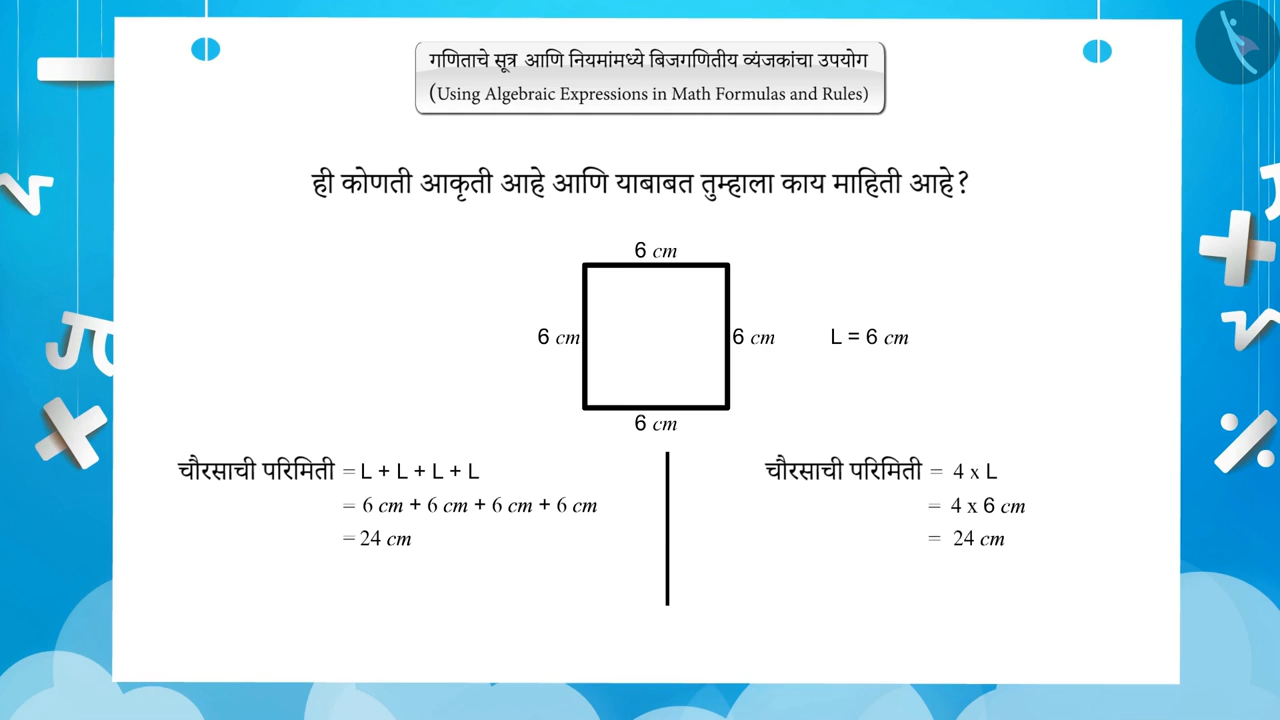 गणिताचे सूत्र आणि नियमांमध्ये बिजगणितीय व्यंजकांचा उपयोग
(Using Algebraic Expressions in Math Formulas and Rules)
ही कोणती आकृती आहे आणि याबाबत तुम्हाला काय माहिती आहे?
6 cm
6 cm 6 cm L = 6 cm
6 cm
चौरसाची परिमिती = L + L + L + L
= 6 cm + 6 cm + 6 cm + 6 cm
= 24 cm
चौरसाची परिमिती = 4 x L
= 4 x 6 cm
= 24 cm